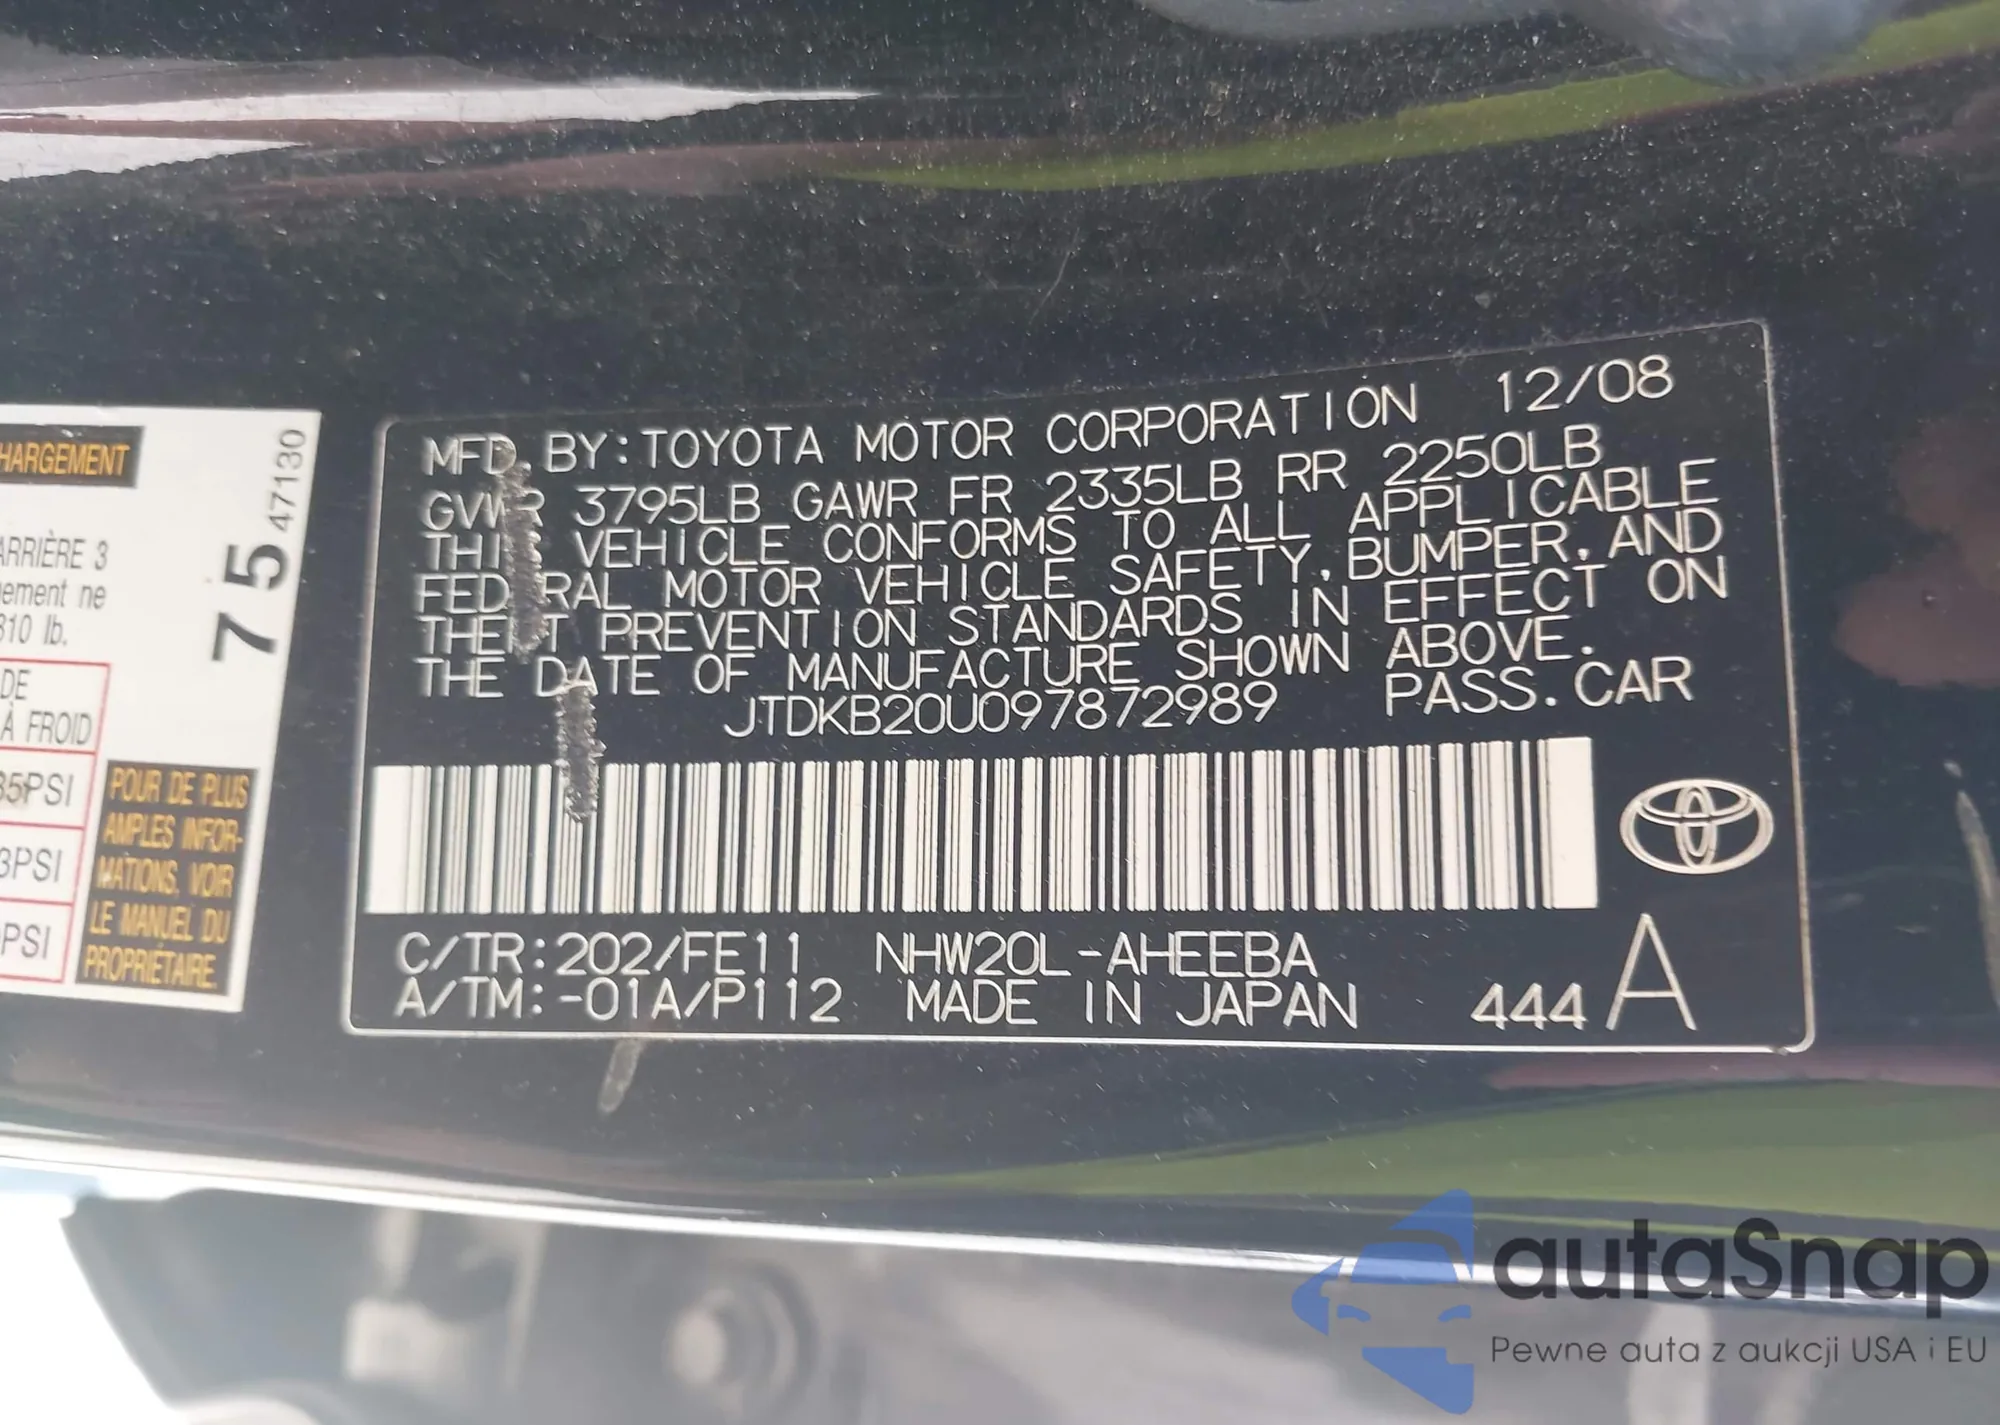 MFD. BY: TOYOTA MOTOR CORPORATION 12/08
GVWR 3795LB GAWR FR 2335LB RR 2250LB
THIS VEHICLE CONFORMS TO ALL APPLICABLE
FEDERAL MOTOR VEHICLE SAFETY, BUMPER, AND
THEFT PREVENTION STANDARDS IN EFFECT ON
THE DATE OF MANUFACTURE SHOWN ABOVE.
JTDKB20U097872989 PASS. CAR
C/TR: 202/FE11 NHW20L-AHEEBA
A/TM: -01A/P112 MADE IN JAPAN 444 A
HARGEMENT
ARRIÈRE 3
ement ne
310 lb.
75 47130
DE
À FROID
35PSI
3PSI
PSI
POUR DE PLUS
AMPLES INFOR-
MATIONS, VOIR
LE MANUEL DU
PROPRIÉTAIRE.
autaSnap
Pewne auta z aukcji USA i EU